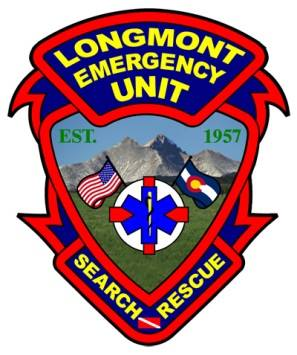 LONGMONT
EMERGENCY
UNIT
EST. 1957
SEARCH RESCUE